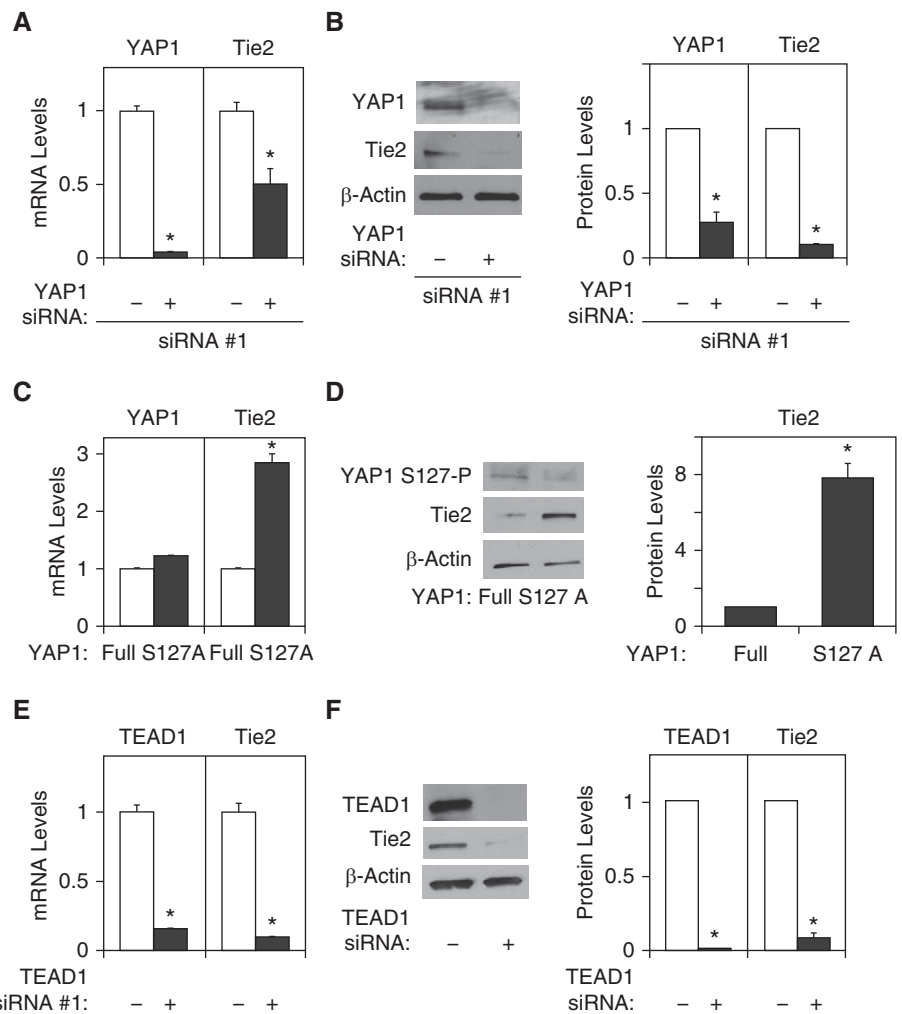 A
YAP1 Tie2
mRNA Levels
1
0.5
0
*
*
YAP1
siRNA:
– + – +
siRNA #1
B
YAP1
Tie2
β-Actin
YAP1
siRNA: – +
siRNA #1
YAP1 Tie2
Protein Levels
1
0.5
0
*
*
YAP1
siRNA:
– + – +
siRNA #1
C
YAP1 Tie2
mRNA Levels
3
2
1
0
*
YAP1: Full S127A Full S127A
D
YAP1 S127-P
Tie2
β-Actin
YAP1: Full S127 A
Tie2
Protein Levels
8
4
0
*
YAP1: Full S127 A
E
TEAD1 Tie2
mRNA Levels
1
0.5
0
*
*
TEAD1
siRNA #1: – + – +
F
TEAD1
Tie2
β-Actin
TEAD1
siRNA: – +
TEAD1 Tie2
Protein Levels
1
0.5
0
*
*
TEAD1
siRNA: – + – +